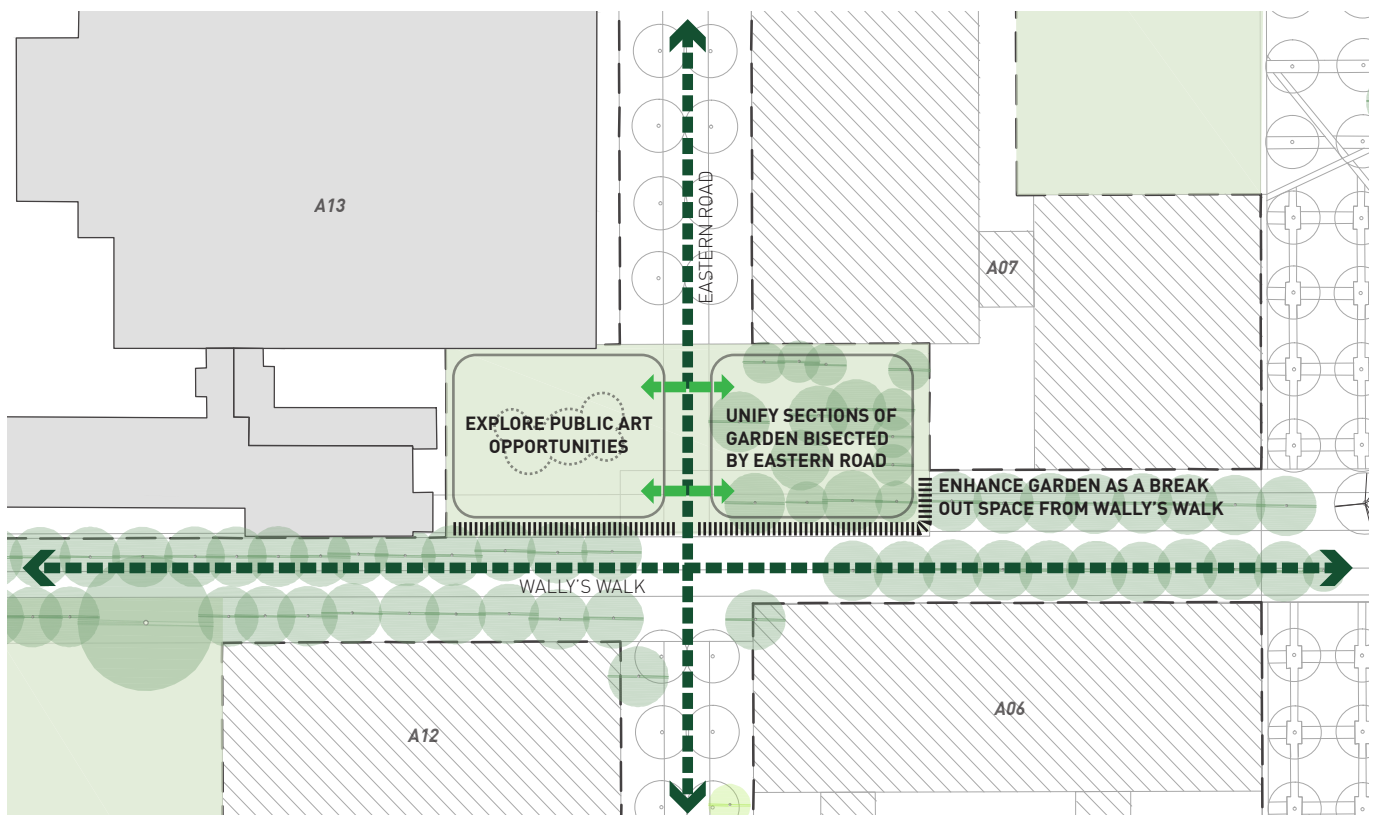 A13
EASTERN ROAD
A07
EXPLORE PUBLIC ART
OPPORTUNITIES
UNIFY SECTIONS OF
GARDEN BISECTED
BY EASTERN ROAD
ENHANCE GARDEN AS A BREAK
OUT SPACE FROM WALLY'S WALK
WALLY'S WALK
A12
A06